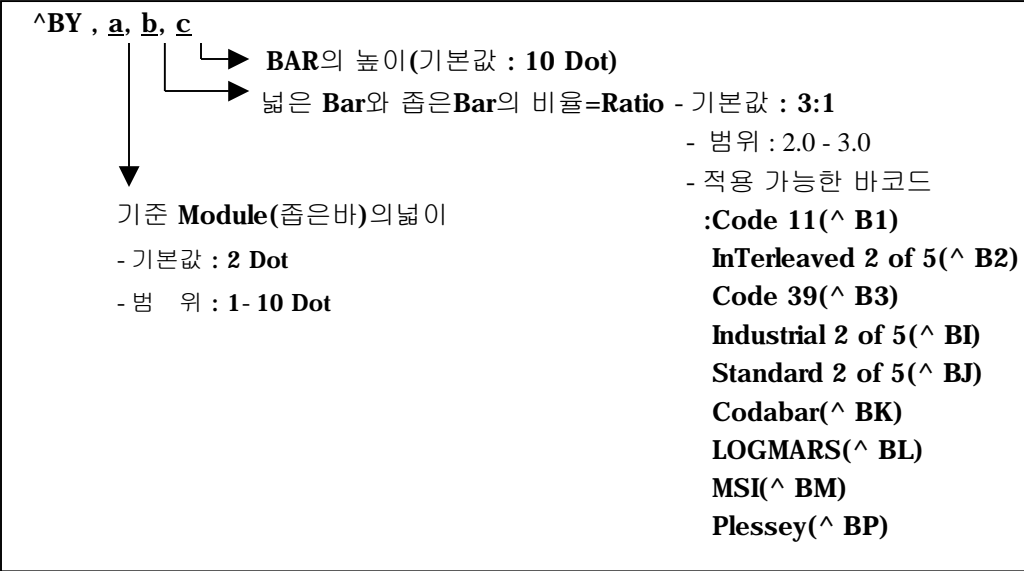 ^BY , a, b, c
BAR의 높이(기본값 : 10 Dot)
넓은 Bar와 좁은Bar의 비율=Ratio - 기본값 : 3:1
- 범위 : 2.0 - 3.0
- 적용 가능한 바코드
:Code 11(^ B1)
InTerleaved 2 of 5(^ B2)
Code 39(^ B3)
Industrial 2 of 5(^ BI)
Standard 2 of 5(^ BJ)
Codabar(^ BK)
LOGMARS(^ BL)
MSI(^ BM)
Plessey(^ BP)
기준 Module(좁은바)의넓이
- 기본값 : 2 Dot
- 범 위 : 1- 10 Dot